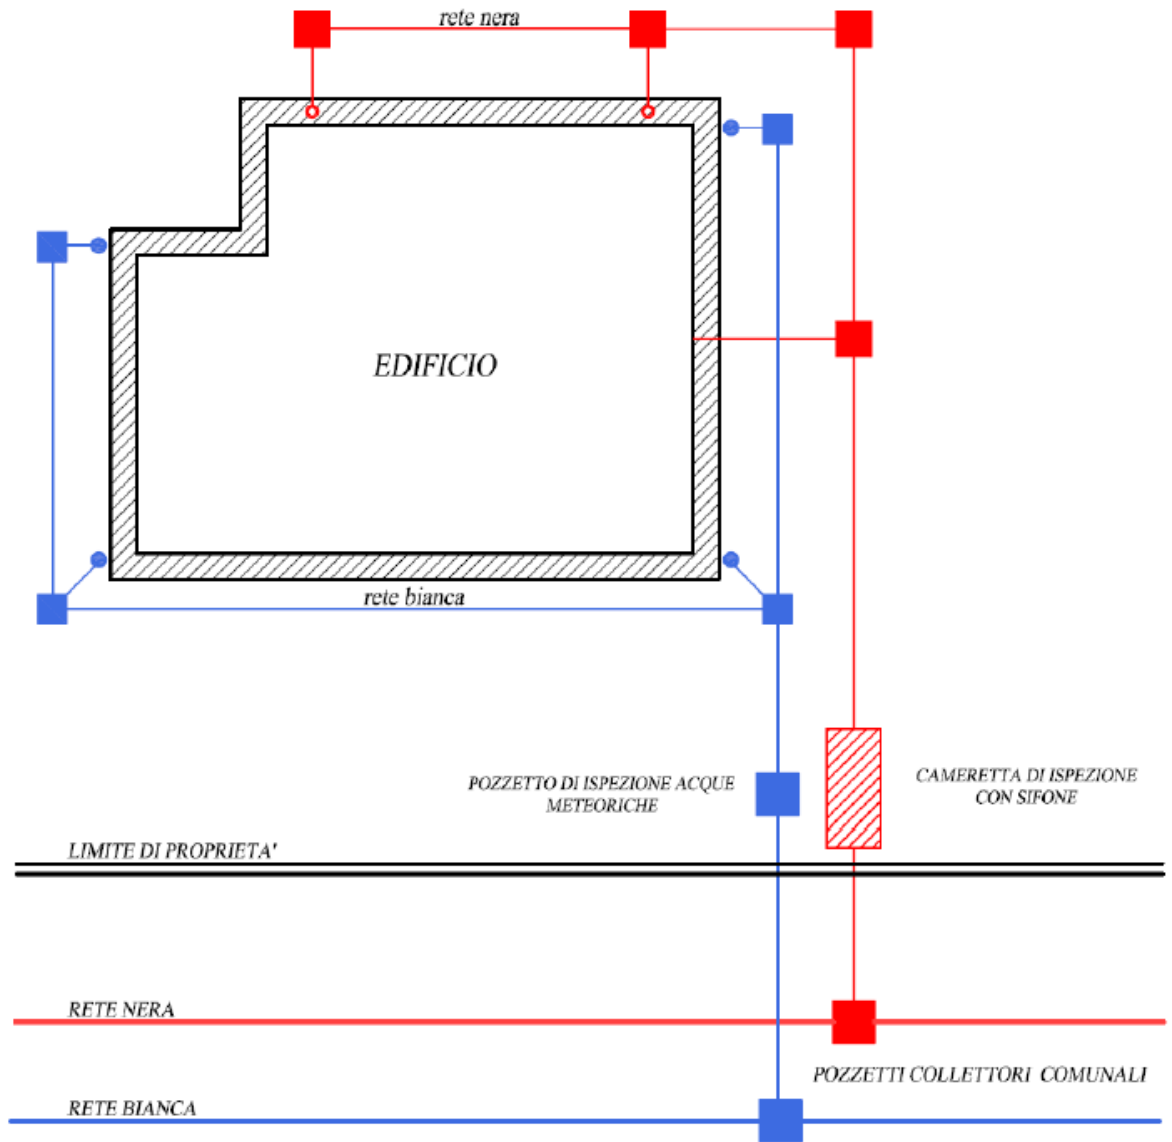 rete nera
EDIFICIO
rete bianca
POZZETTO DI ISPEZIONE ACQUE
METEORICHE
CAMERETTA DI ISPEZIONE
CON SIFONE
LIMITE DI PROPRIETA'
RETE NERA
POZZETTI COLLETTORI COMUNALI
RETE BIANCA